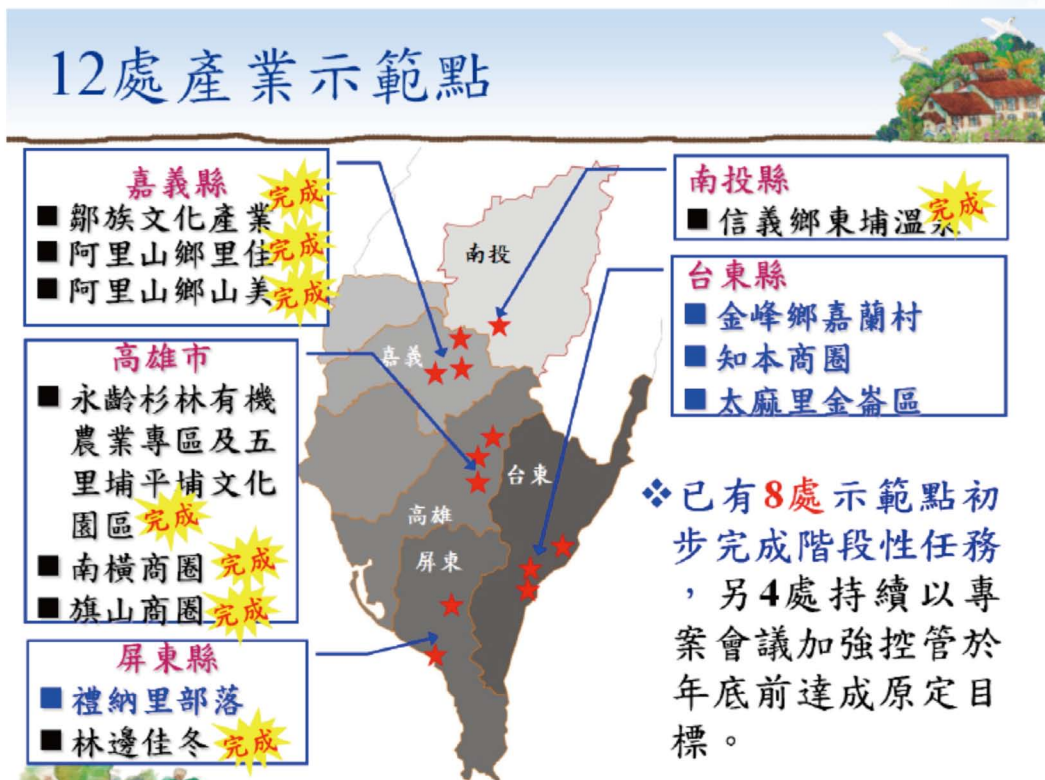 12處產業示範點
嘉義縣
■ 鄒族文化產業 完成
■ 阿里山鄉里佳 完成
■ 阿里山鄉山美 完成
高雄市
■ 永齡杉林有機
農業專區及五
里埔平埔文化
園區 完成
■ 南橫商圈 完成
■ 旗山商圈 完成
屏東縣
■ 禮納里部落
■ 林邊佳冬 完成
南投
嘉義
台東
高雄
屏東
南投縣
■ 信義鄉東埔溫泉 完成
台東縣
■ 金峰鄉嘉蘭村
■ 知本商圈
■ 太麻里金崙區
❖已有8處示範點初
步完成階段性任務
，另4處持續以專
案會議加強控管於
年底前達成原定目
標。